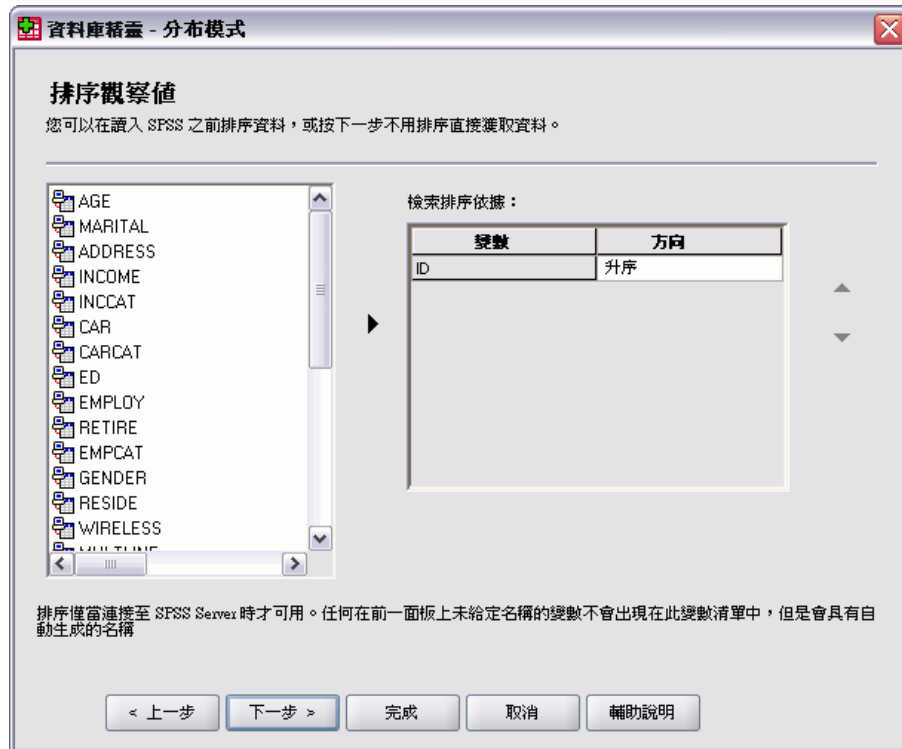 資料庫精靈 - 分布模式
排序觀察値
您可以在讀入 SPSS 之前排序資料，或按下一步不用排序直接獲取資料。
AGE
MARITAL
ADDRESS
INCOME
INCCAT
CAR
CARCAT
ED
EMPLOY
RETIRE
EMPCAT
GENDER
RESIDE
WIRELESS
MULTLINE
檢索排序依據：
變數 方向
ID 升序
排序僅當連接至 SPSS Server 時才可用。任何在前一面板上未給定名稱的變數不會出現在此變數清單中，但是會具有自
動生成的名稱
< 上一步 下一步 > 完成 取消 輔助說明